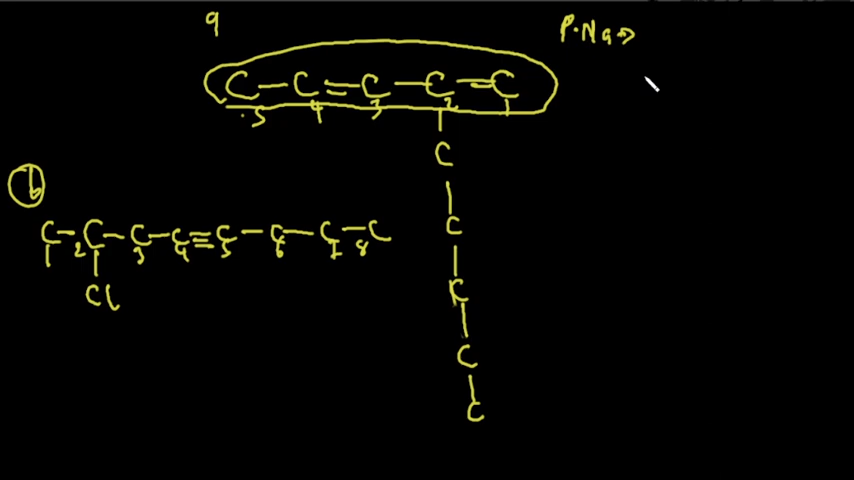 9
P.Na→
C-C=C-C=C
5 4 3 2 1
C
b
C-C-C-C≡C-C-C-C
1 2 3 4 5 6 7 8
C
Cl
C
C
C